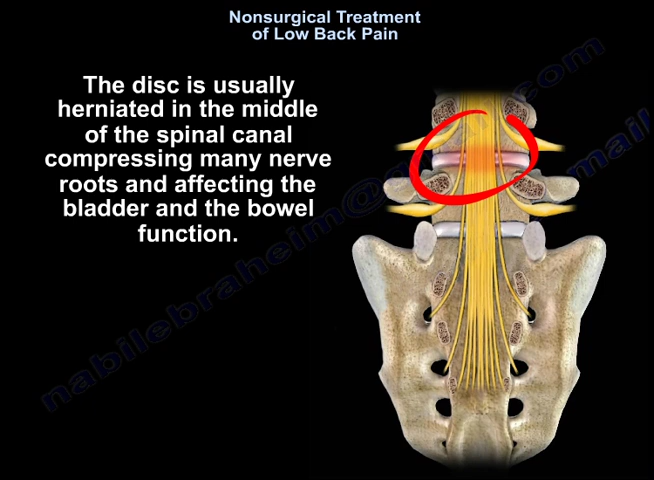 Nonsurgical Treatment
of Low Back Pain
The disc is usually
herniated in the middle
of the spinal canal
compressing many nerve
roots and affecting the
bladder and the bowel
function.